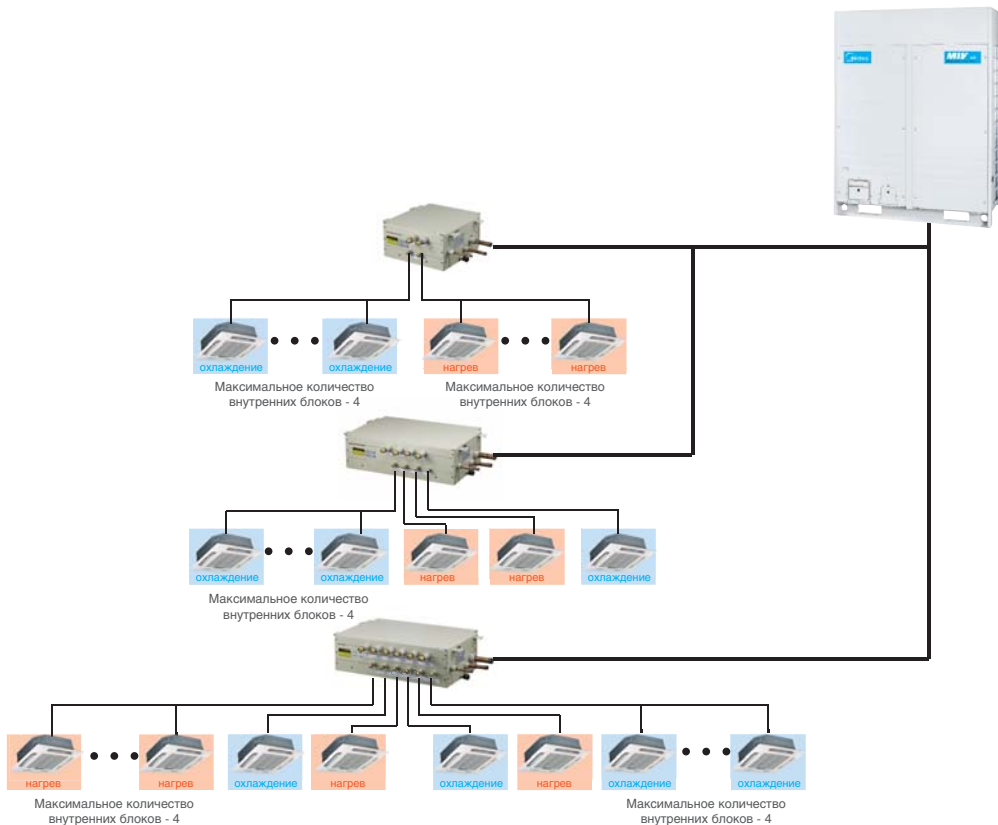 Midea
MIV
охлаждение
охлаждение
нагрев
нагрев
Максимальное количество
внутренних блоков - 4
Максимальное количество
внутренних блоков - 4
охлаждение
охлаждение
нагрев
нагрев
охлаждение
Максимальное количество
внутренних блоков - 4
нагрев
нагрев
охлаждение
нагрев
охлаждение
нагрев
охлаждение
охлаждение
Максимальное количество
внутренних блоков - 4
Максимальное количество
внутренних блоков - 4